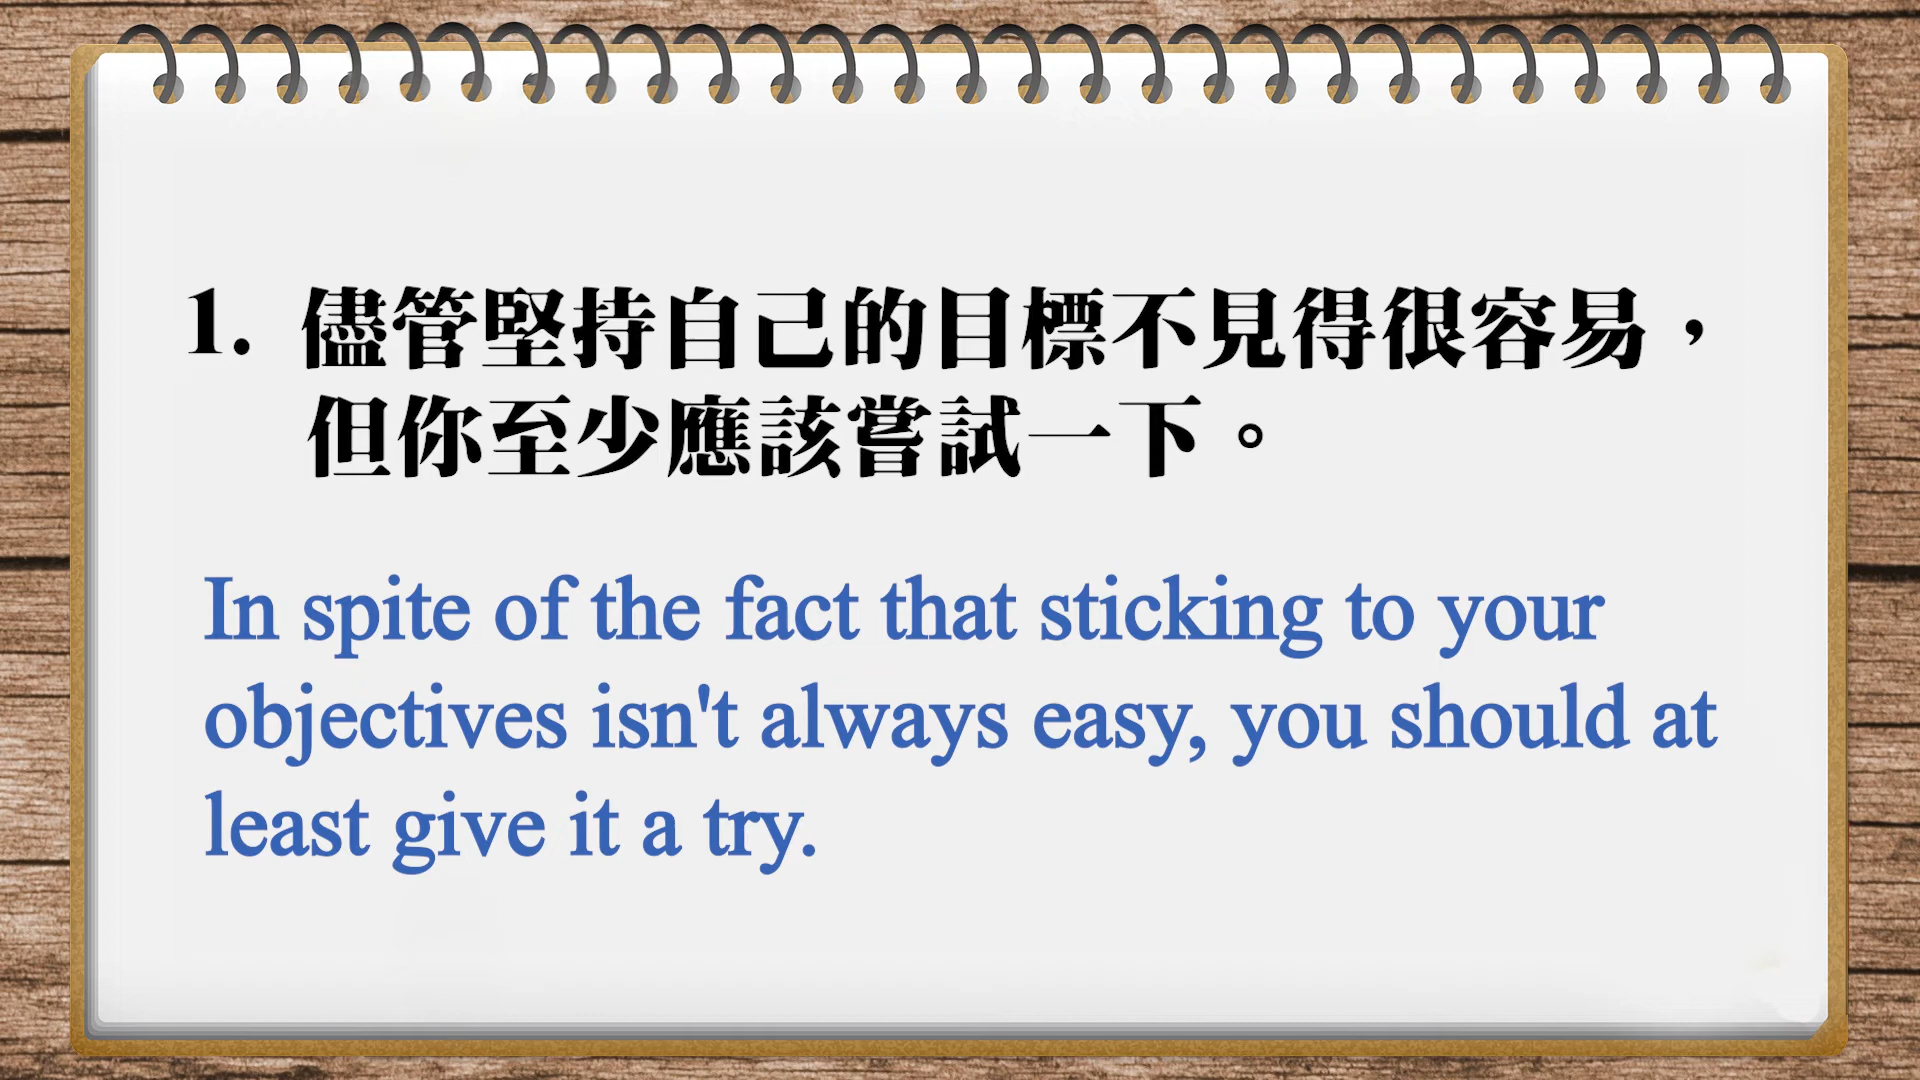 1. 儘管堅持自己的目標不見得很容易，
但你至少應該嘗試一下。
In spite of the fact that sticking to your
objectives isn't always easy, you should at
least give it a try.